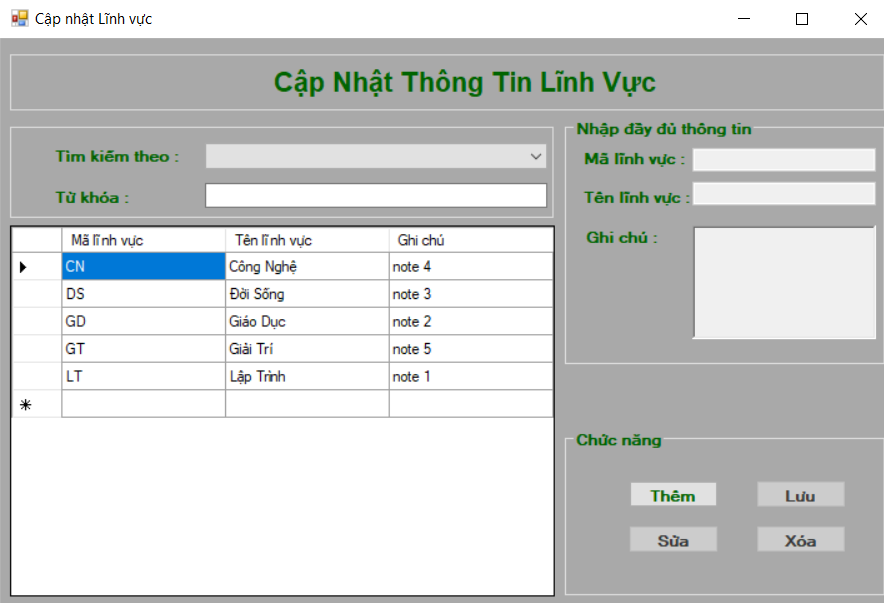 Cập nhật Lĩnh vực
Cập Nhật Thông Tin Lĩnh Vực
Tìm kiếm theo :
Từ khóa :
Mã lĩnh vực Tên lĩnh vực Ghi chú
CN Công Nghệ note 4
DS Đời Sống note 3
GD Giáo Dục note 2
GT Giải Trí note 5
LT Lập Trình note 1
Nhập đầy đủ thông tin
Mã lĩnh vực :
Tên lĩnh vực :
Ghi chú :
Chức năng
Thêm Lưu
Sửa Xóa